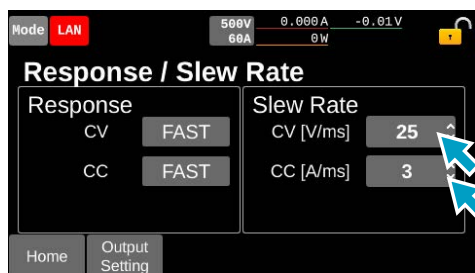 Mode LAN 500V 0.000A -0.01V
60A 0W
Response / Slew Rate
Response Slew Rate
CV FAST CV [V/ms] 25
CC FAST CC [A/ms] 3
Home Output
Setting